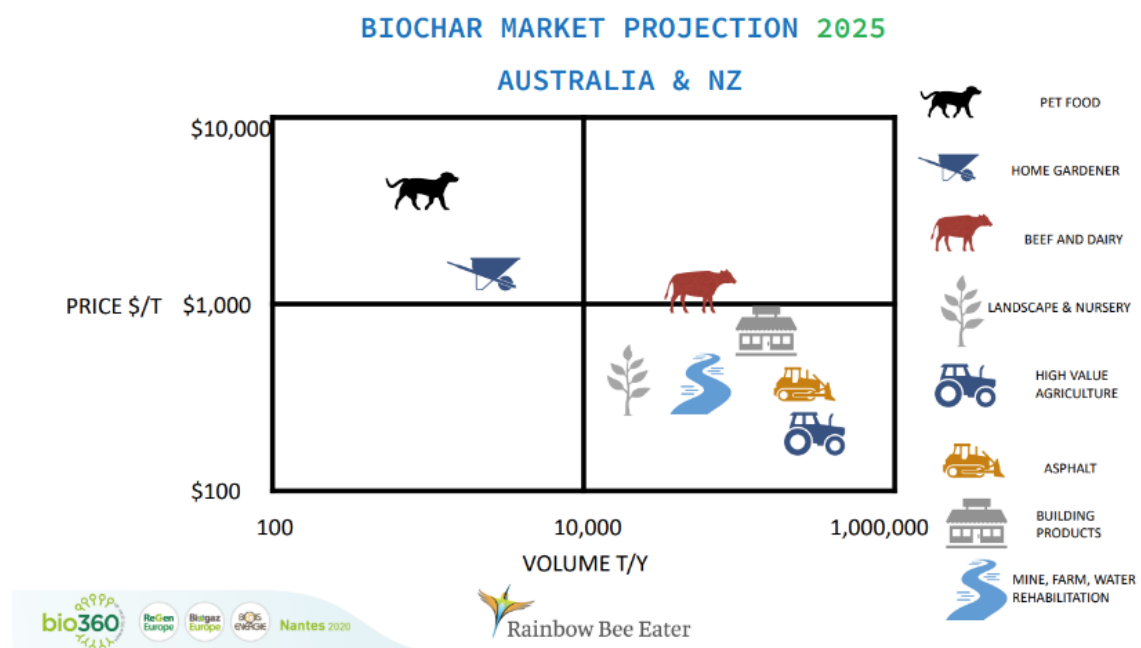 BIOCHAR MARKET PROJECTION 2025
AUSTRALIA & NZ
$10,000
PRICE $/T
$1,000
$100
100
10,000
1,000,000
VOLUME T/Y
PET FOOD
HOME GARDENER
BEEF AND DAIRY
LANDSCAPE & NURSERY
HIGH VALUE
AGRICULTURE
ASPHALT
BUILDING
PRODUCTS
MINE, FARM, WATER
REHABILITATION
bio360
ReGen
Europe
Biogaz
Europe
BOIS
ENERGIE
Nantes 2020
Rainbow Bee Eater